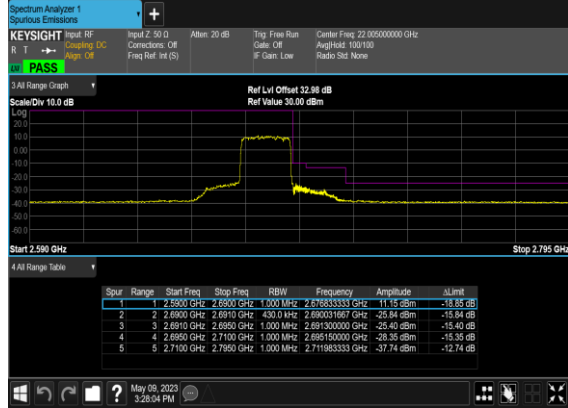 Spectrum Analyzer 1
Spurious Emissions
+
KEYSIGHT Input: RF Input Z: 50 Ω Atten: 20 dB Trig: Free Run Center Freq: 22.005000000 GHz
R T Coupling: DC Corrections: Off Gate: Off Avg|Hold: 100/100
Align: Off Freq Ref: Int (S) IF Gain: Low Radio Std: None
PASS
3 All Range Graph
Ref Lvl Offset 32.98 dB
Scale/Div 10.0 dB Ref Value 30.00 dBm
Log
20.0
10.0
0.00
-10.0
-20.0
-30.0
-40.0
-50.0
-60.0
Start 2.590 GHz Stop 2.795 GHz
4 All Range Table
Spur Range Start Freq Stop Freq RBW Frequency Amplitude ΔLimit
1 1 2.5900 GHz 2.6900 GHz 1.000 MHz 2.676833333 GHz 11.15 dBm -18.85 dB
2 2 2.6900 GHz 2.6910 GHz 430.0 kHz 2.690031667 GHz -25.84 dBm -15.84 dB
3 3 2.6910 GHz 2.6950 GHz 1.000 MHz 2.691300000 GHz -25.40 dBm -15.40 dB
4 4 2.6950 GHz 2.7100 GHz 1.000 MHz 2.695150000 GHz -28.35 dBm -15.35 dB
5 5 2.7100 GHz 2.7950 GHz 1.000 MHz 2.711983333 GHz -37.74 dBm -12.74 dB
? May 09, 2023
3:28:04 PM